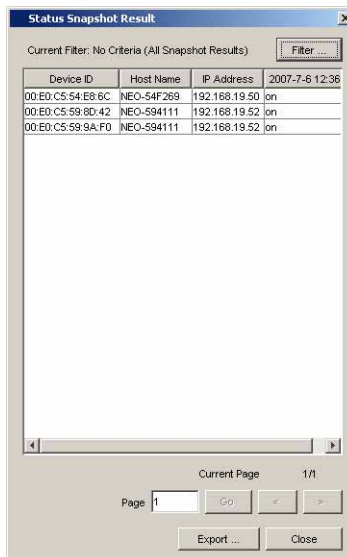 Status Snapshot Result
Current Filter: No Criteria (All Snapshot Results) Filter ...
Device ID Host Name IP Address 2007-7-6 12:36
00:E0:C5:54:E8:6C NEO-54F269 192.168.19.50 on
00:E0:C5:59:8D:42 NEO-594111 192.168.19.52 on
00:E0:C5:59:9A:F0 NEO-594111 192.168.19.52 on
Current Page 1/1
Page 1 Go < >
Export ... Close